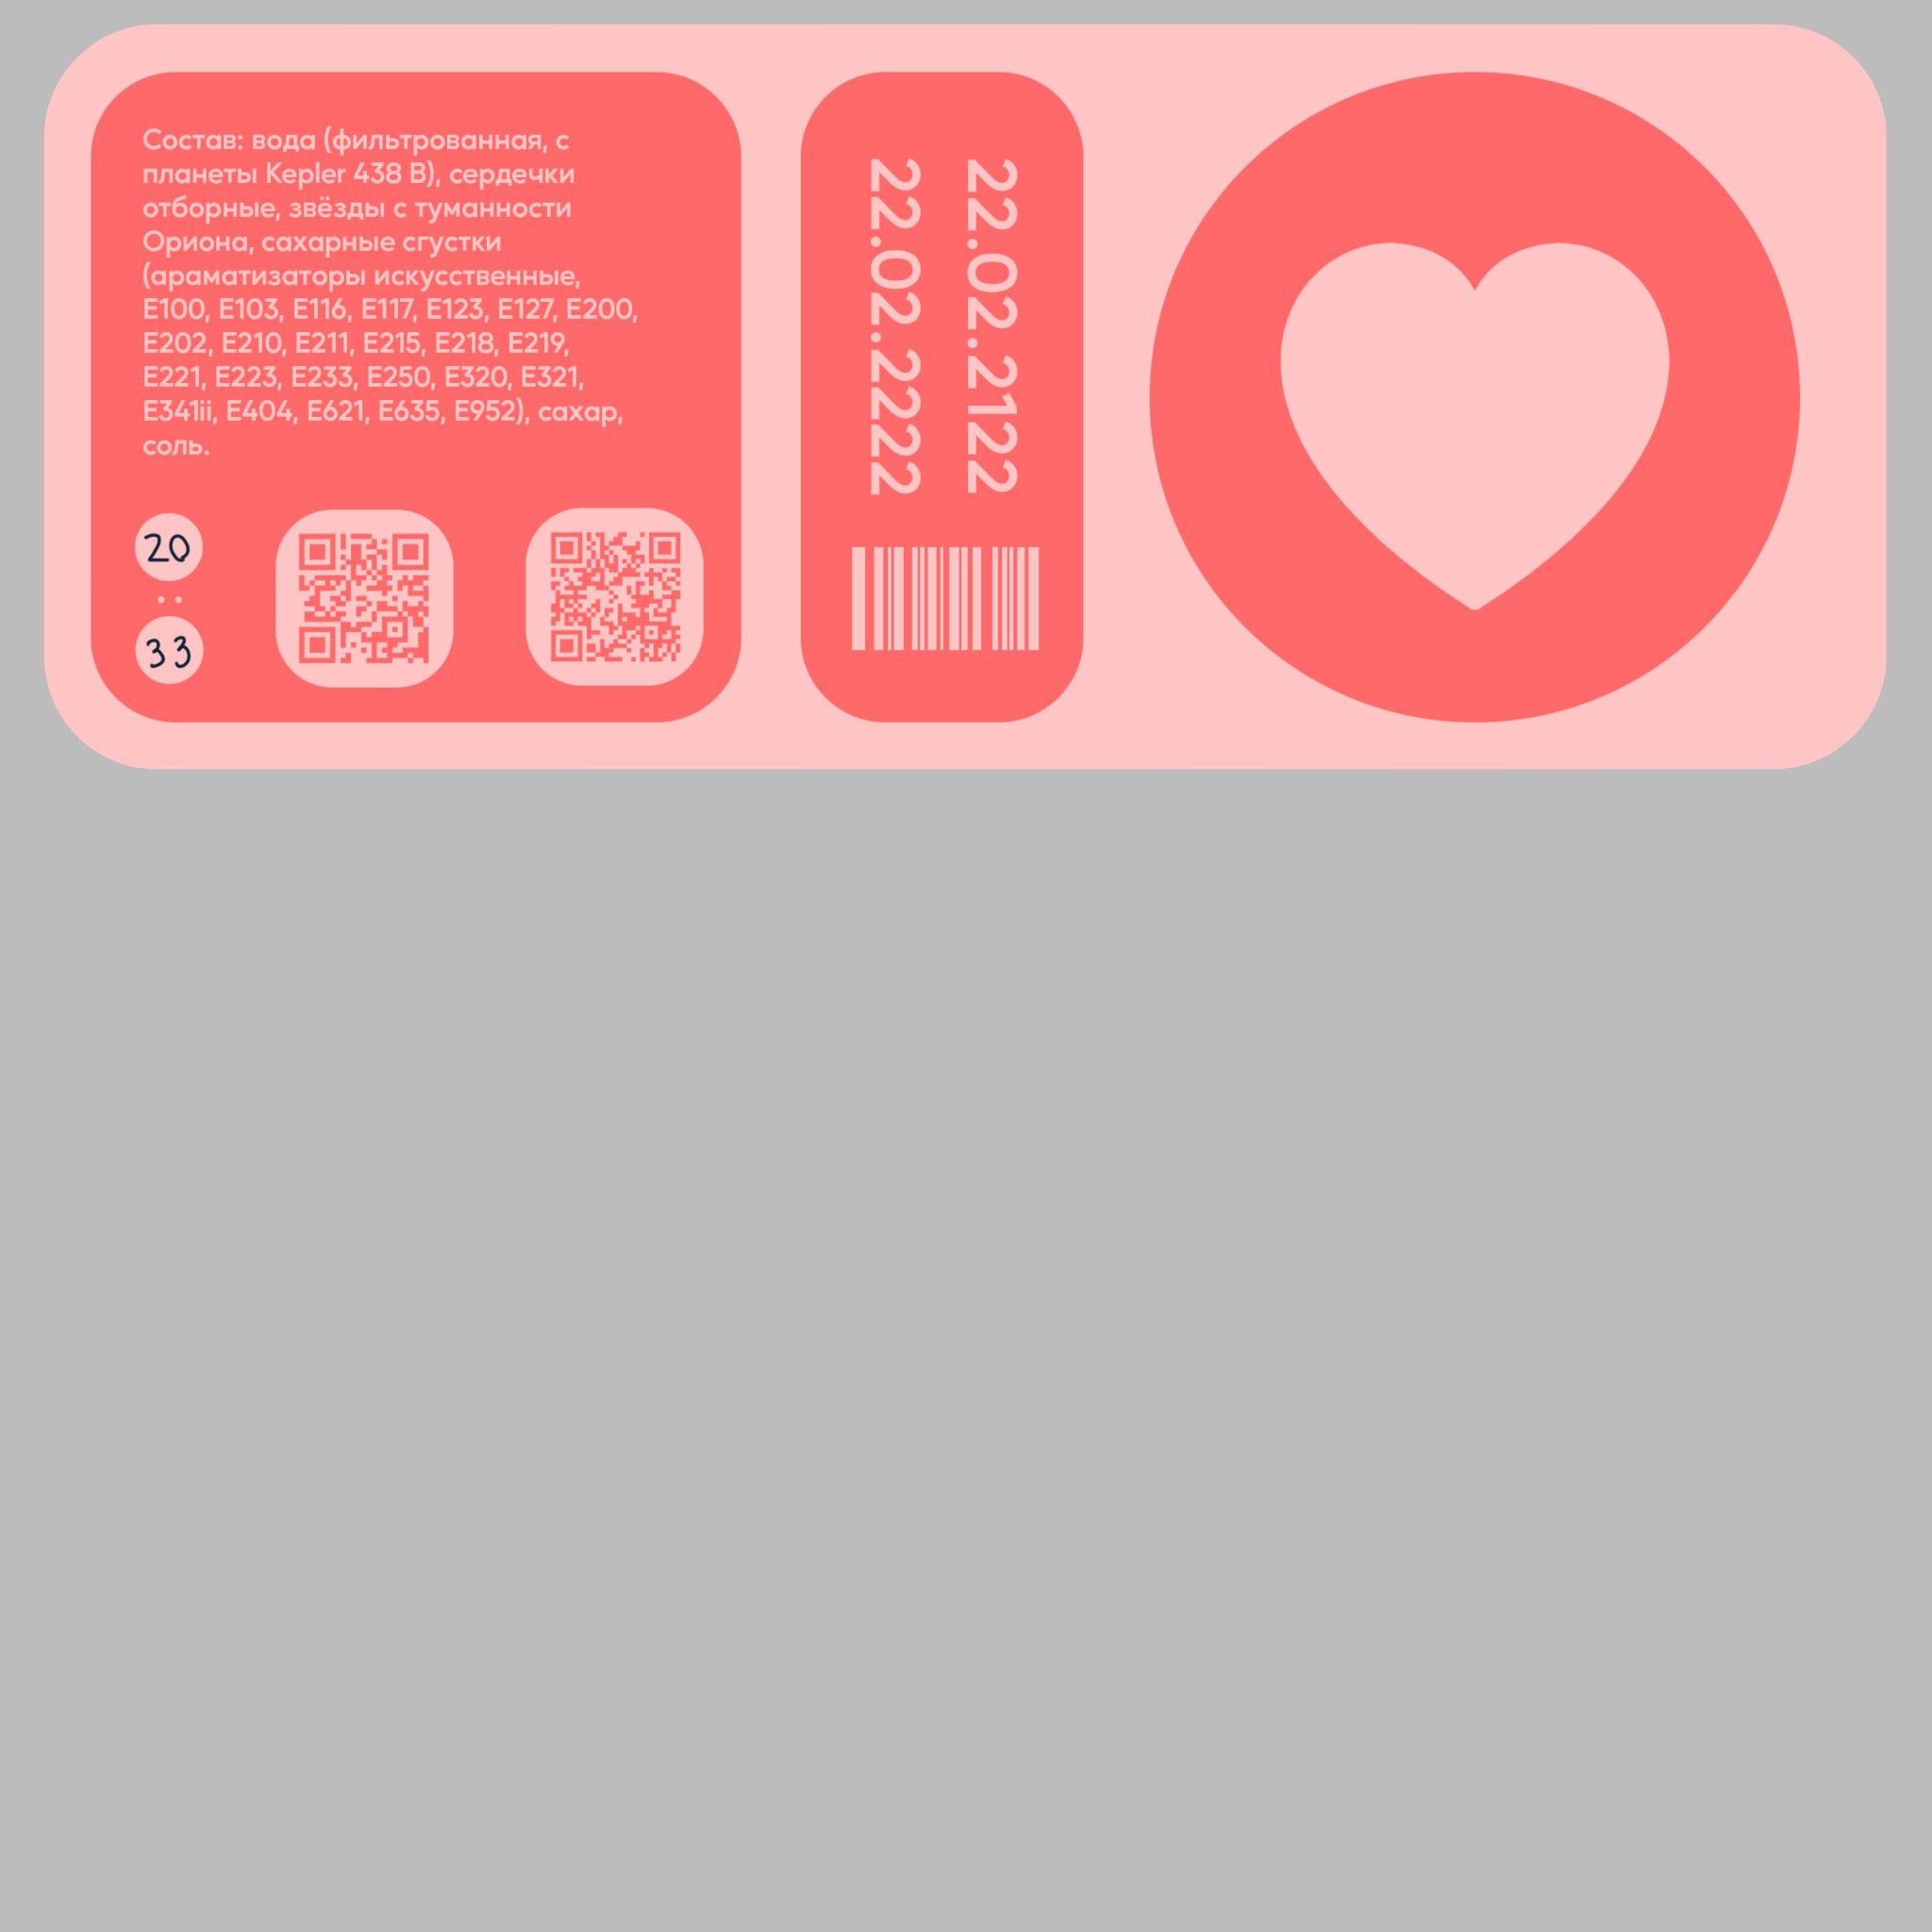 Состав: вода (фильтрованная, с
планеты Kepler 438 B), сердечки
отборные, звёзды с туманности
Ориона, сахарные сгустки
(араматизаторы искусственные,
E100, E103, E116, E117, E123, E127, E200,
E202, E210, E211, E215, E218, E219,
E221, E223, E233, E250, E320, E321,
E341ii, E404, E621, E635, E952), сахар,
соль.
20
33
22.02.2122
22.02.2222